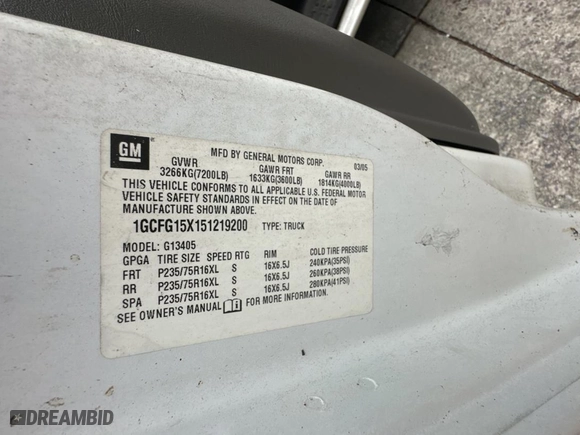 GM
MFD BY GENERAL MOTORS CORP. 03/05
GVWR GAWR FRT GAWR RR
3266KG(7200LB) 1633KG(3600LB) 1814KG(4000LB)
THIS VEHICLE CONFORMS TO ALL APPLICABLE U.S. FEDERAL MOTOR
VEHICLE SAFETY STANDARDS IN EFFECT ON THE DATE OF
MANUFACTURE SHOWN ABOVE.
1GCFG15X151219200 TYPE: TRUCK
MODEL: G13405
GPGA TIRE SIZE SPEED RTG RIM COLD TIRE PRESSURE
FRT P235/75R16XL S 16X6.5J 240KPA(35PSI)
RR P235/75R16XL S 16X6.5J 260KPA(38PSI)
SPA P235/75R16XL S 16X6.5J 280KPA(41PSI)
SEE OWNER'S MANUAL FOR MORE INFORMATION
DREAMBID